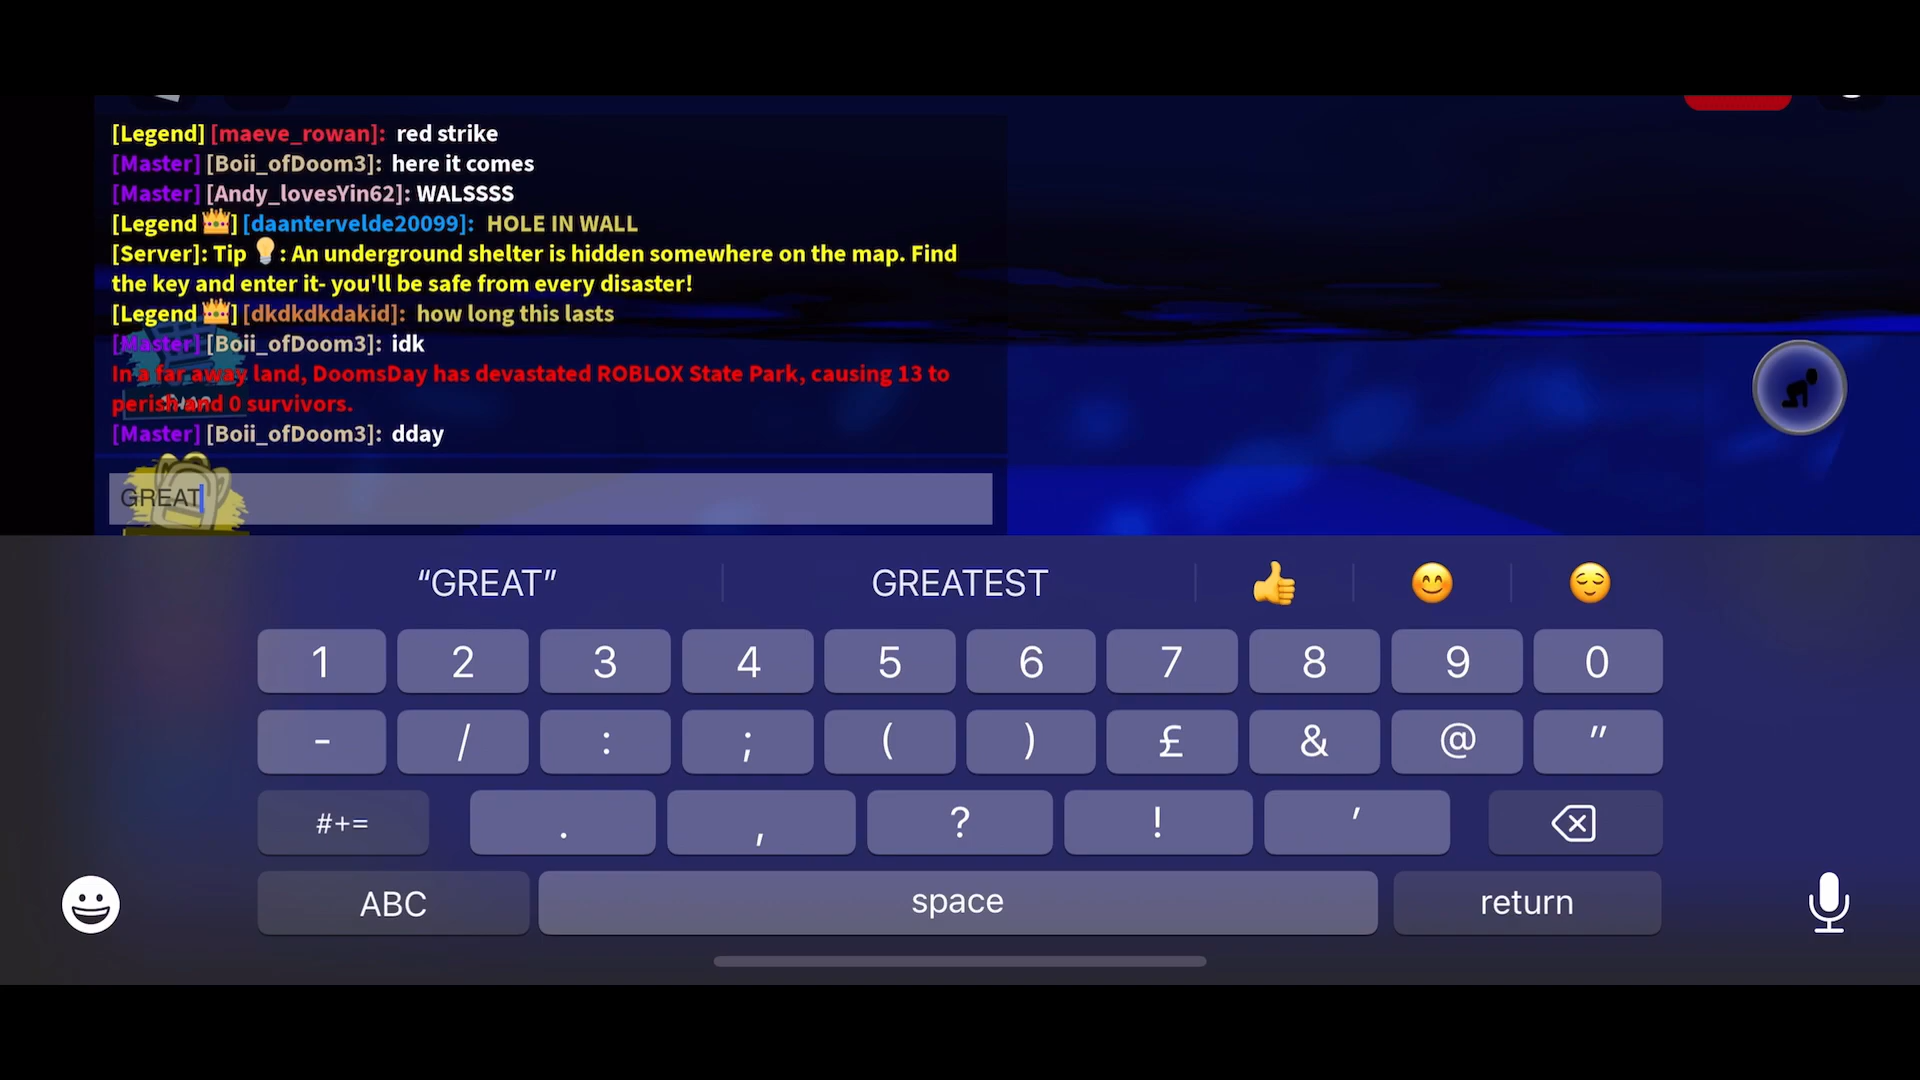 [Legend] [maeve_rowan]: red strike
[Master] [Boii_ofDoom3]: here it comes
[Master] [Andy_lovesYin62]: WALSSSS
[Legend 👑] [daantervelde20099]: HOLE IN WALL
[Server]: Tip 💡: An underground shelter is hidden somewhere on the map. Find
the key and enter it- you'll be safe from every disaster!
[Legend 👑] [dkdkdkdakid]: how long this lasts
[Master] [Boii_ofDoom3]: idk
In a far away land, DoomsDay has devastated ROBLOX State Park, causing 13 to
perish and 0 survivors.
[Master] [Boii_ofDoom3]: dday
GREAT
“GREAT” GREATEST 👍 😊 😌
1 2 3 4 5 6 7 8 9 0
- / : ; ( ) £ & @ "
#+= . , ? ! '
ABC space return